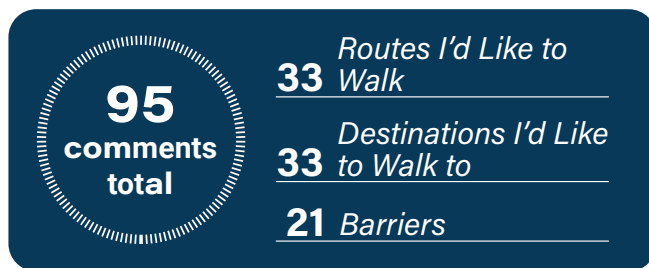 95
comments
total
33 Routes I'd Like to
Walk
33 Destinations I'd Like
to Walk to
21 Barriers